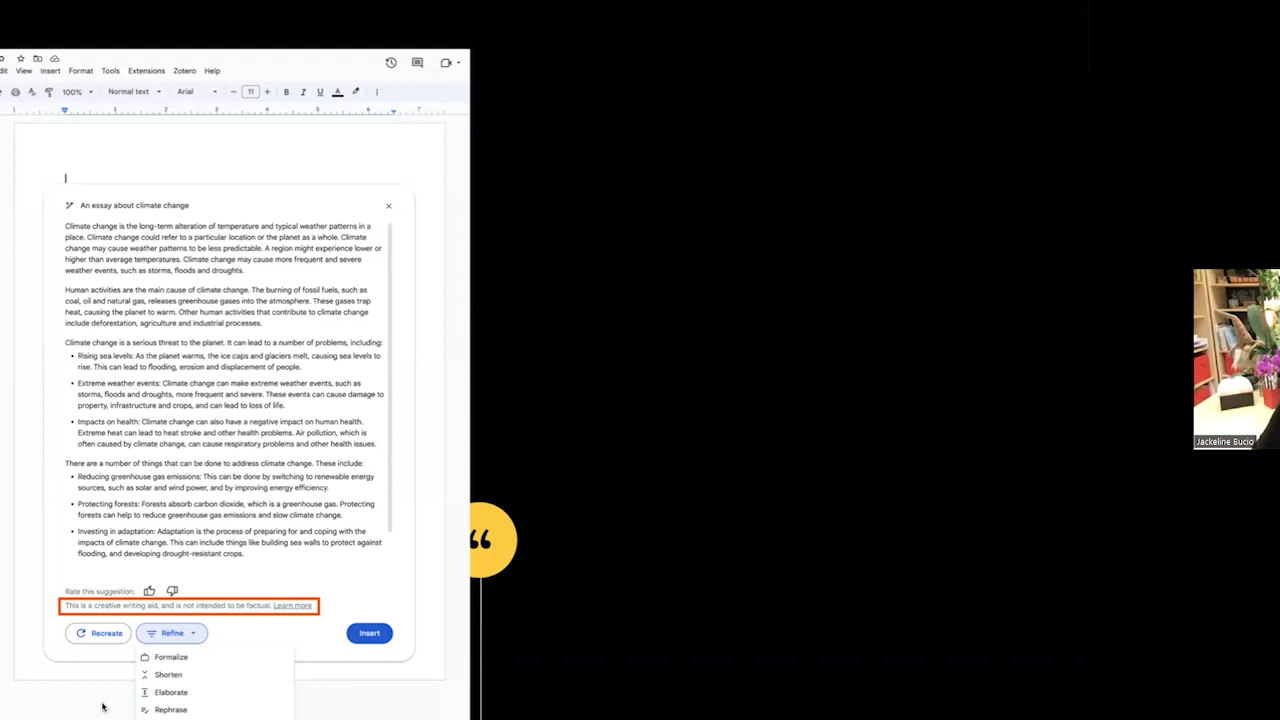 dit View Insert Format Tools Extensions Zotero Help
100% Normal text Arial 11 B I U A
1 1 2 3 4 5 6 7
An essay about climate change
Climate change is the long-term alteration of temperature and typical weather patterns in a
place. Climate change could refer to a particular location or the planet as a whole. Climate
change may cause weather patterns to be less predictable. A region might experience lower or
higher than average temperatures. Climate change may cause more frequent and severe
weather events, such as storms, floods and droughts.
Human activities are the main cause of climate change. The burning of fossil fuels, such as
coal, oil and natural gas, releases greenhouse gases into the atmosphere. These gases trap
heat, causing the planet to warm. Other human activities that contribute to climate change
include deforestation, agriculture and industrial processes.
Climate change is a serious threat to the planet. It can lead to a number of problems, including:
• Rising sea levels: As the planet warms, the ice caps and glaciers melt, causing sea levels to
rise. This can lead to flooding, erosion and displacement of people.
• Extreme weather events: Climate change can make extreme weather events, such as
storms, floods and droughts, more frequent and severe. These events can cause damage to
property, infrastructure and crops, and can lead to loss of life.
• Impacts on health: Climate change can also have a negative impact on human health.
Extreme heat can lead to heat stroke and other health problems. Air pollution, which is
often caused by climate change, can cause respiratory problems and other health issues.
There are a number of things that can be done to address climate change. These include:
• Reducing greenhouse gas emissions: This can be done by switching to renewable energy
sources, such as solar and wind power, and by improving energy efficiency.
• Protecting forests: Forests absorb carbon dioxide, which is a greenhouse gas. Protecting
forests can help to reduce greenhouse gas emissions and slow climate change.
• Investing in adaptation: Adaptation is the process of preparing for and coping with the
impacts of climate change. This can include things like building sea walls to protect against
flooding, and developing drought-resistant crops.
Rate this suggestion:
This is a creative writing aid, and is not intended to be factual. Learn more
Recreate Refine Insert
Formalize
Shorten
Elaborate
Rephrase
“
Jackeline Bucio